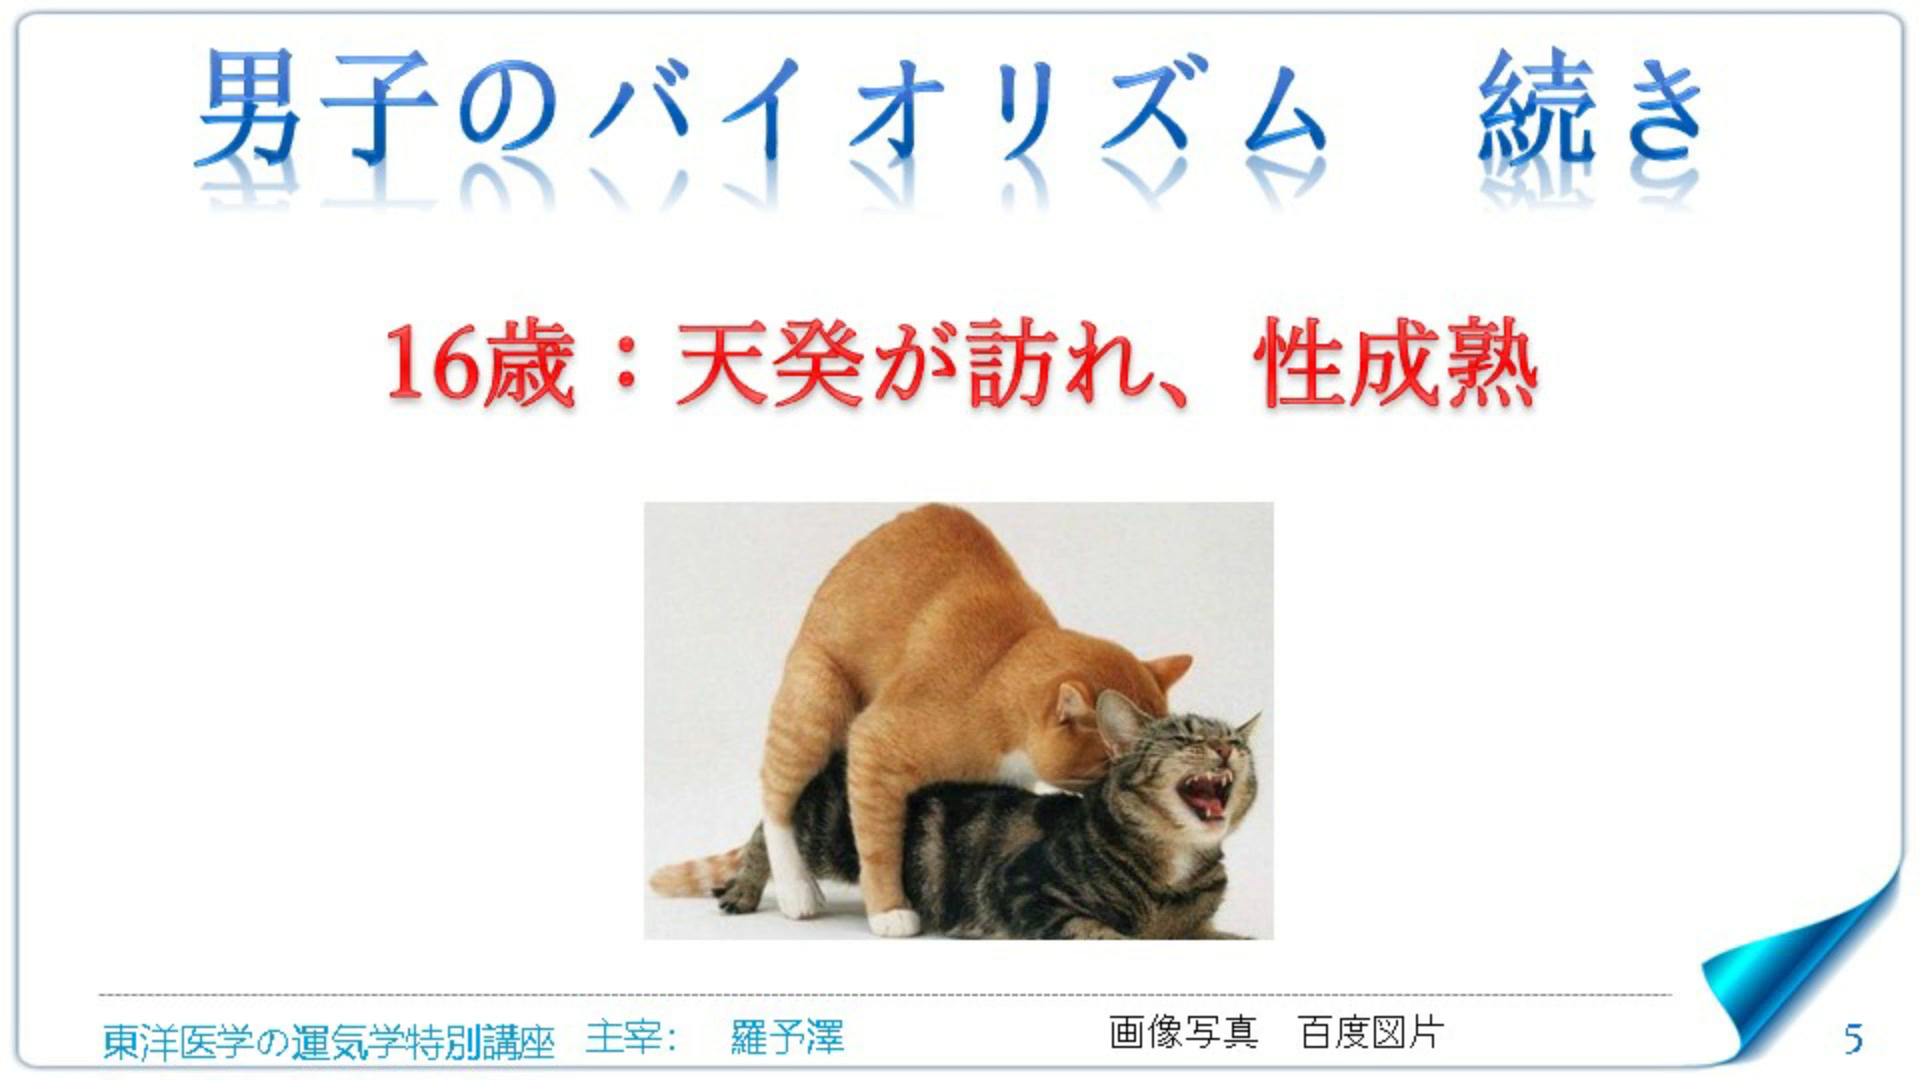 男子のバイオリズム　続き
16歳：天癸が訪れ、性成熟
東洋医学の運気学特別講座　主宰：　羅予澤　画像写真　百度図片　5